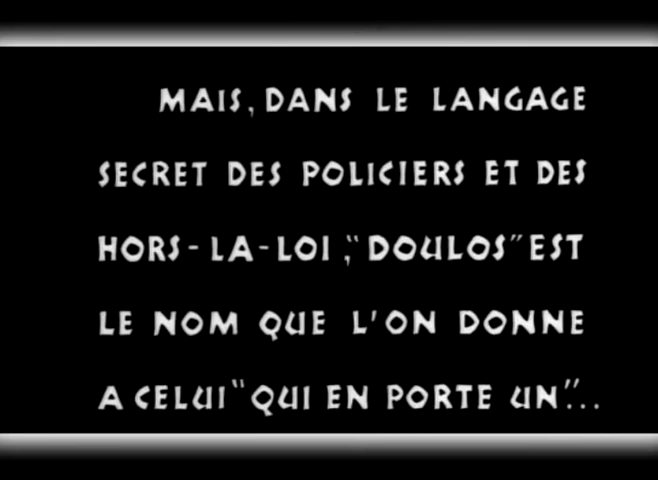 MAIS, DANS LE LANGAGE
SECRET DES POLICIERS ET DES
HORS-LA-LOI, "DOULOS" EST
LE NOM QUE L'ON DONNE
A CELUI "QUI EN PORTE UN"...